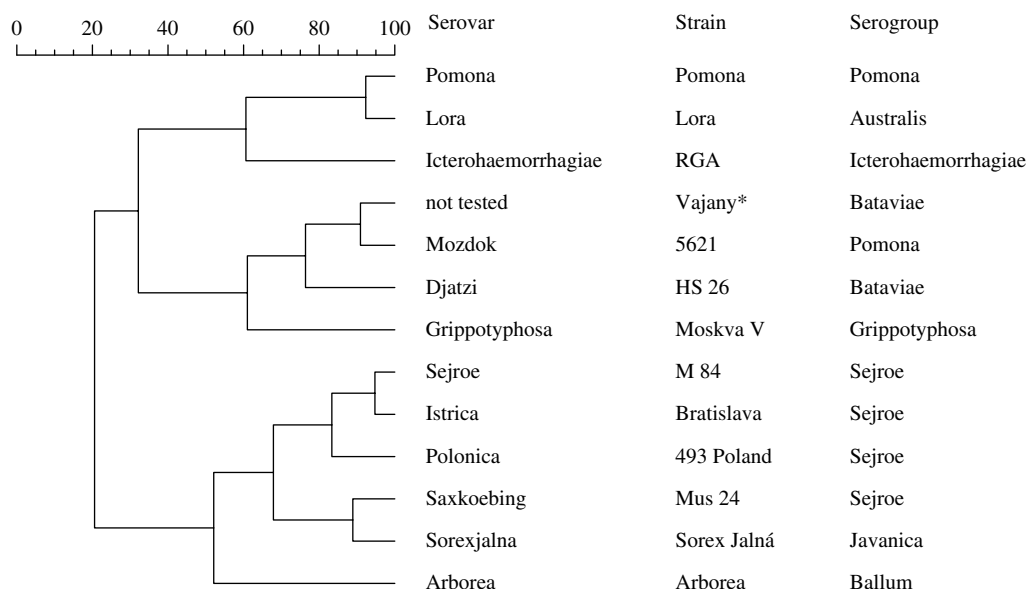 0 20 40 60 80 100 Serovar Strain Serogroup
Pomona Pomona Pomona
Lora Lora Australis
Icterohaemorrhagiae RGA Icterohaemorrhagiae
not tested Vajany* Bataviae
Mozdok 5621 Pomona
Djatzi HS 26 Bataviae
Grippotyphosa Moskva V Grippotyphosa
Sejroe M 84 Sejroe
Istrica Bratislava Sejroe
Polonica 493 Poland Sejroe
Saxkoebing Mus 24 Sejroe
Sorexjalna Sorex Jalná Javanica
Arborea Arborea Ballum